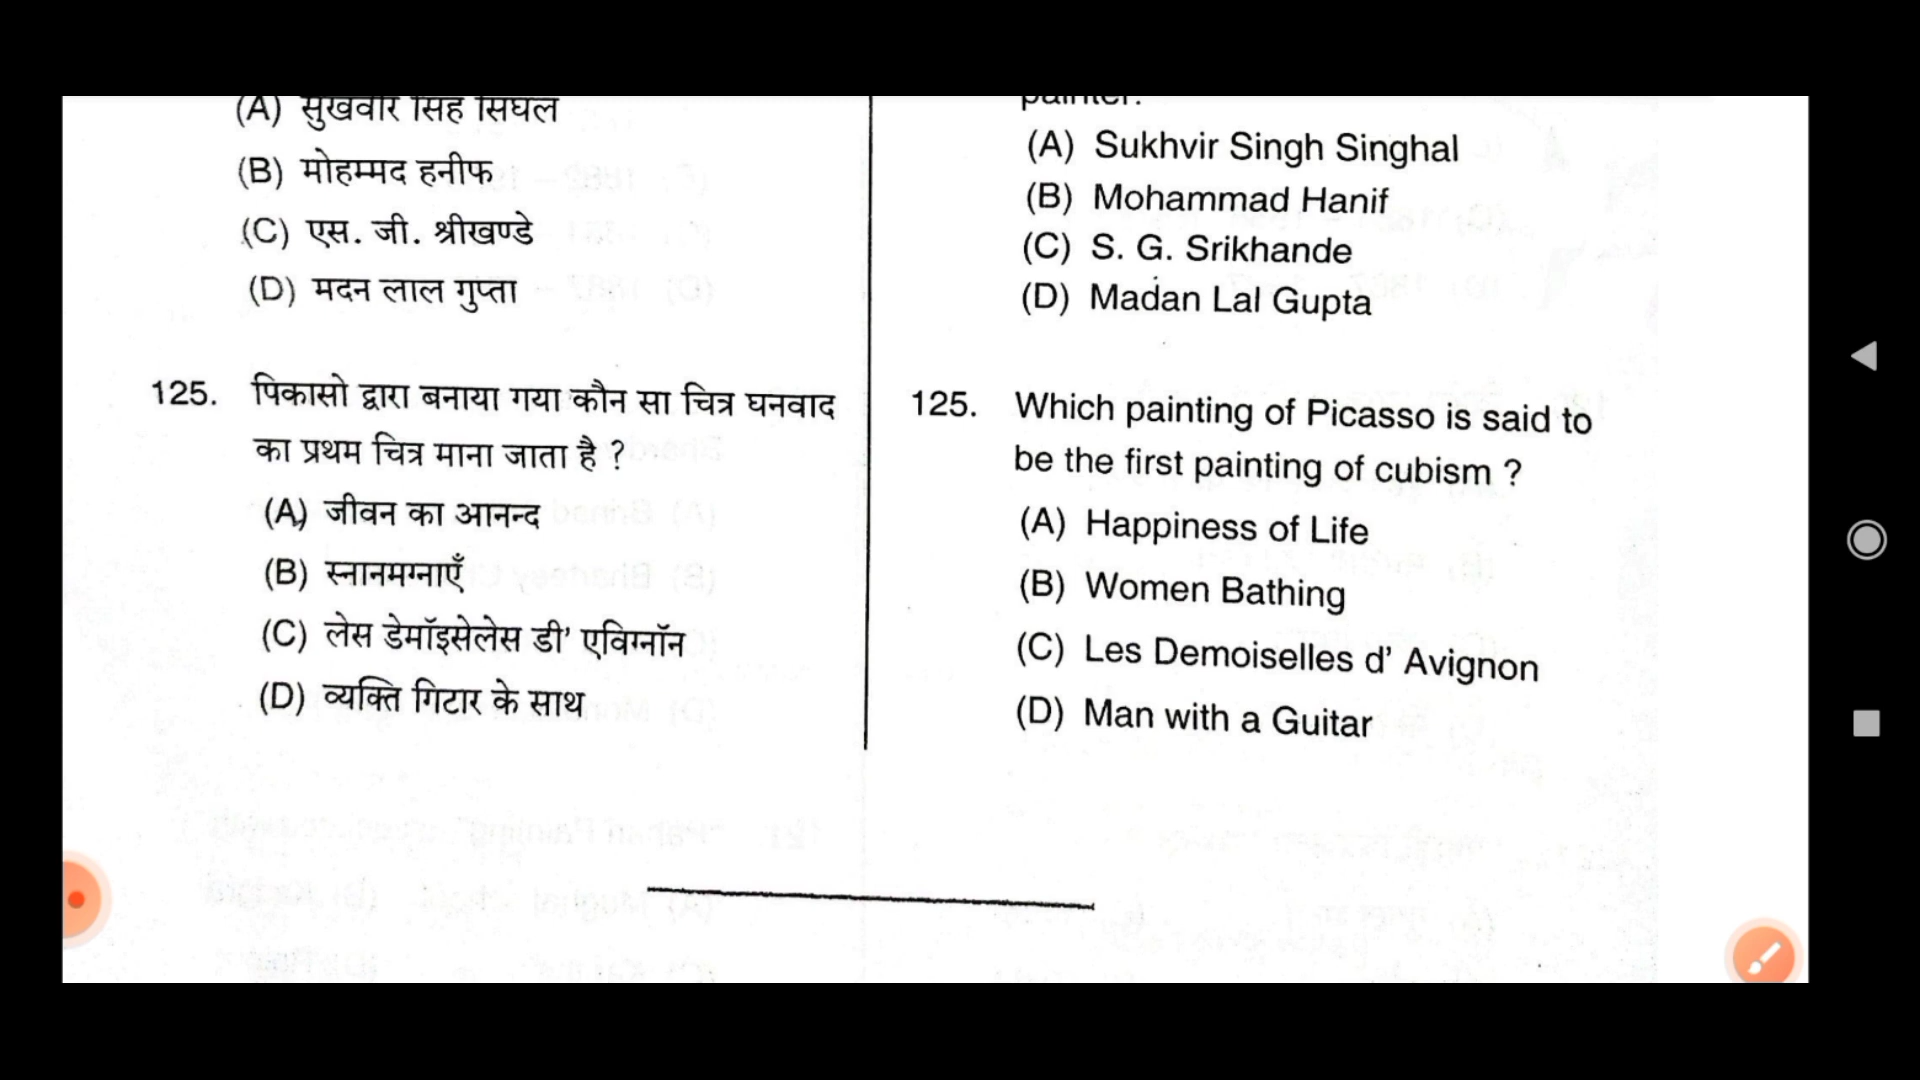 (A) सुखवीर सिंह सिंघल
(B) मोहम्मद हनीफ
(C) एस. जी. श्रीखण्डे
(D) मदन लाल गुप्ता
125. पिकासो द्वारा बनाया गया कौन सा चित्र घनवाद
का प्रथम चित्र माना जाता है ?
(A) जीवन का आनन्द
(B) स्नानमग्नाएँ
(C) लेस डेमॉइसेलेस डी' एविग्नॉन
(D) व्यक्ति गिटार के साथ
painter.
(A) Sukhvir Singh Singhal
(B) Mohammad Hanif
(C) S. G. Srikhande
(D) Madan Lal Gupta
125. Which painting of Picasso is said to
be the first painting of cubism ?
(A) Happiness of Life
(B) Women Bathing
(C) Les Demoiselles d' Avignon
(D) Man with a Guitar